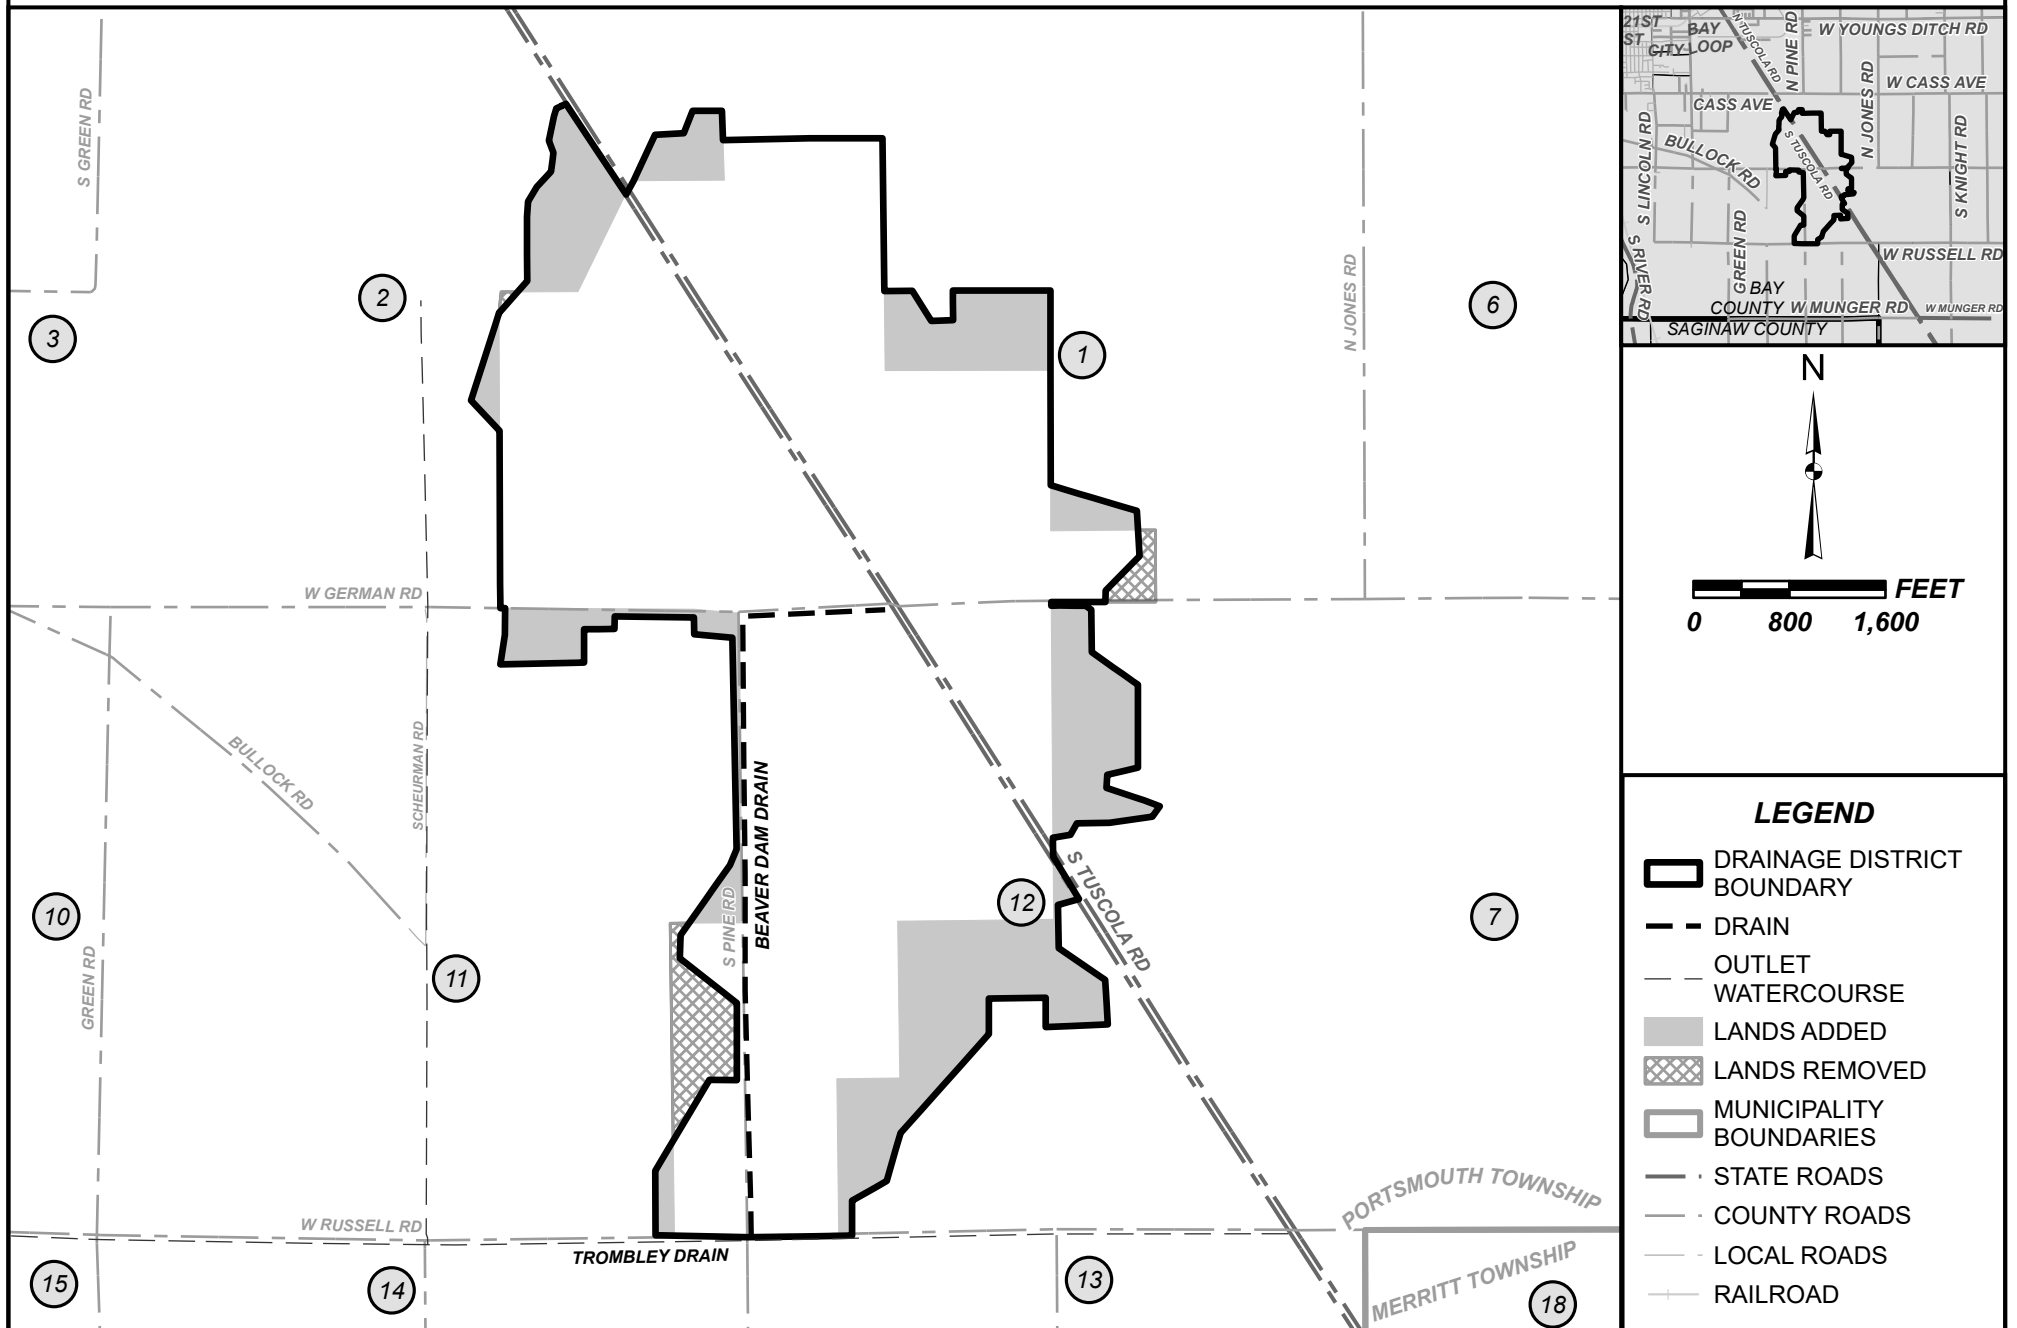 S GREEN RD
2
3
N JONES RD
6
1
W GERMAN RD
BULLOCK RD
SCHEURMAN RD
BEAVER DAM DRAIN
S PINE RD
S TUSCOLA RD
12
10
7
11
GREEN RD
W RUSSELL RD
TROMBLEY DRAIN
PORTSMOUTH TOWNSHIP
MERRITT TOWNSHIP
15
14
13
18
21ST
ST
BAY
CITY LOOP
N TUSCOLA RD
N PINE RD
W YOUNGS DITCH RD
N JONES RD
W CASS AVE
CASS AVE
S LINCOLN RD
BULLOCK RD
S TUSCOLA RD
S KNIGHT RD
GREEN RD
S RIVER RD
W RUSSELL RD
BAY
COUNTY
W MUNGER RD
W MUNGER RD
SAGINAW COUNTY
N
FEET
0 800 1,600
LEGEND
DRAINAGE DISTRICT
BOUNDARY
DRAIN
OUTLET
WATERCOURSE
LANDS ADDED
LANDS REMOVED
MUNICIPALITY
BOUNDARIES
STATE ROADS
COUNTY ROADS
LOCAL ROADS
RAILROAD